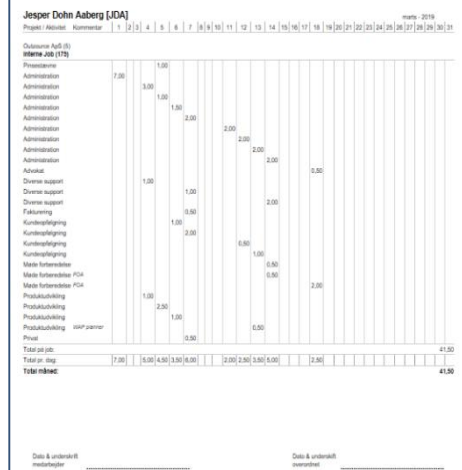 Jesper Dohn Aaberg [JDA] marts - 2019
Projekt / Aktivitet Kommentar 1 2 3 4 5 6 7 8 9 10 11 12 13 14 15 16 17 18 19 20 21 22 23 24 25 26 27 28 29 30 31
Outsource ApS (5)
Interne Job (175)
Pinseskævne 1,00
Administration 7,00
Administration 3,00
Administration 1,00
Administration 1,50
Administration 2,00
Administration 2,00
Administration 2,00
Administration 2,00
Administration 2,00
Advokat 0,50
Diverse support 1,00
Diverse support 1,00
Diverse support 2,00
Fakturering 0,50
Kundeopfølgning 1,00
Kundeopfølgning 2,00
Kundeopfølgning 0,50
Kundeopfølgning 1,00
Møde forberedelse 0,50
Møde forberedelse PDA 0,50
Møde forberedelse PDA 2,00
Produktudvikling 1,00
Produktudvikling 2,50
Produktudvikling 1,00
Produktudvikling WAP partner 0,50
Privat 0,50
Total på job: 41,50
Total pr. dag: 7,00 5,00 4,50 3,50 6,00 2,00 2,50 3,50 5,00 2,50
Total måned: 41,50
Dato & underskrift Dato & underskrift
medarbejder overordnet